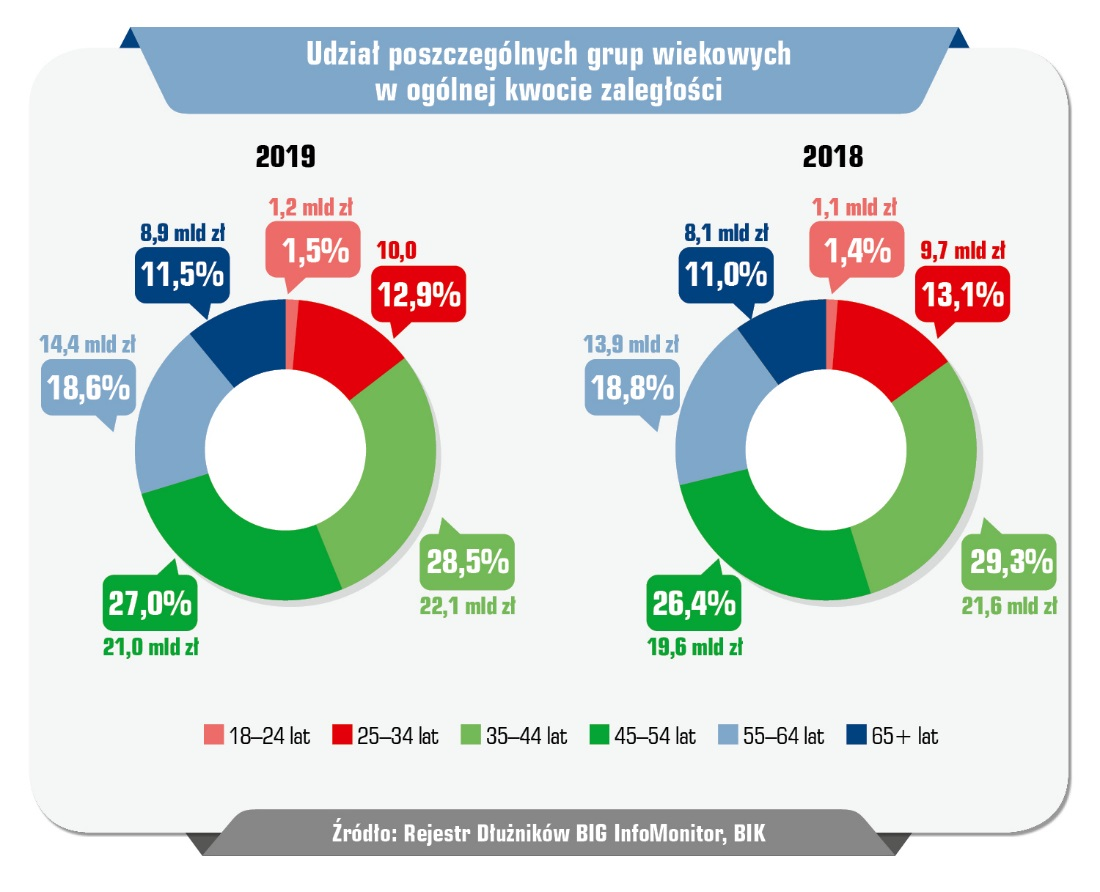 Udział poszczególnych grup wiekowych
w ogólnej kwocie zaległości
2019
1,2 mld zł
1,5%
8,9 mld zł
11,5%
10,0
12,9%
14,4 mld zł
18,6%
28,5%
22,1 mld zł
27,0%
21,0 mld zł
2018
1,1 mld zł
1,4%
8,1 mld zł
11,0%
9,7 mld zł
13,1%
13,9 mld zł
18,8%
29,3%
21,6 mld zł
26,4%
19,6 mld zł
18–24 lat 25–34 lat 35–44 lat 45–54 lat 55–64 lat 65+ lat
Źródło: Rejestr Dłużników BIG InfoMonitor, BIK